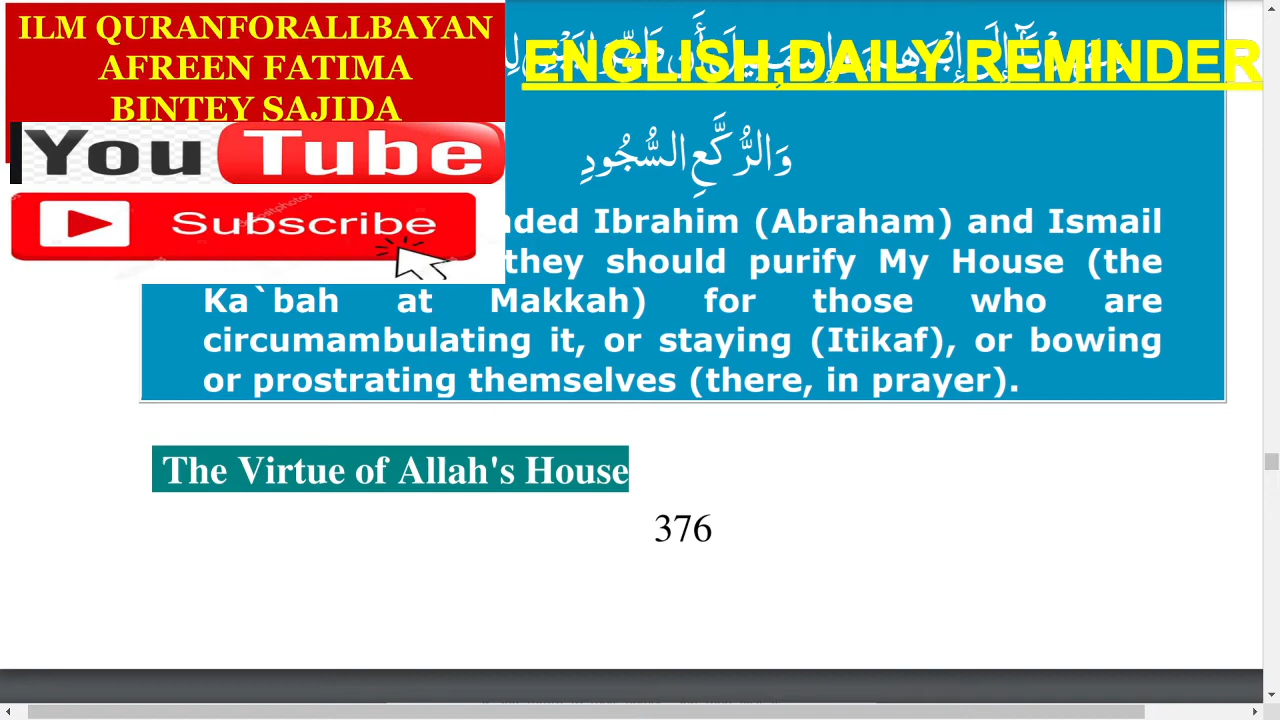 ILM QURANFORALLBAYAN
AFREEN FATIMA
BINTEY SAJIDA
YouTube
Subscribe
ENGLISH,DAILY REMINDER
وَالرُّكَّعِ السُّجُودِ
nded Ibrahim (Abraham) and Ismail
they should purify My House (the
Ka`bah at Makkah) for those who are
circumambulating it, or staying (Itikaf), or bowing
or prostrating themselves (there, in prayer).
The Virtue of Allah's House
376